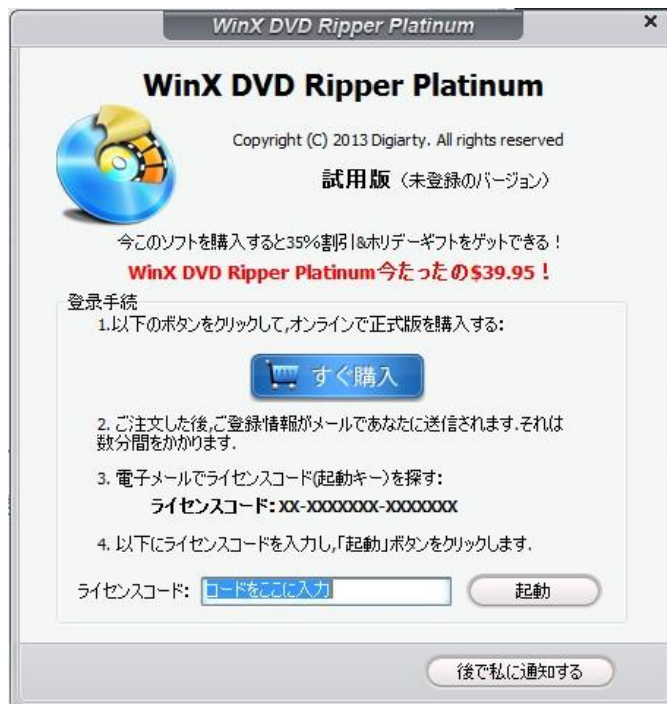 WinX DVD Ripper Platinum
WinX DVD Ripper Platinum
Copyright (C) 2013 Digiarty. All rights reserved
試用版（未登録のバージョン）
今このソフトを購入すると35%割引&ホリデーギフトをゲットできる！
WinX DVD Ripper Platinum今たったの$39.95！
登录手続
1.以下のボタンをクリックして,オンラインで正式版を購入する:
すぐ購入
2. ご注文した後,ご登録情報がメールであなたに送信されます.それは
数分間をかかります.
3. 電子メールでライセンスコード(起動キー)を探す:
ライセンスコード: XX-XXXXXXX-XXXXXXX
4. 以下にライセンスコードを入力し,「起動」ボタンをクリックします.
ライセンスコード: コードをここに入力 起動
後で私に通知する